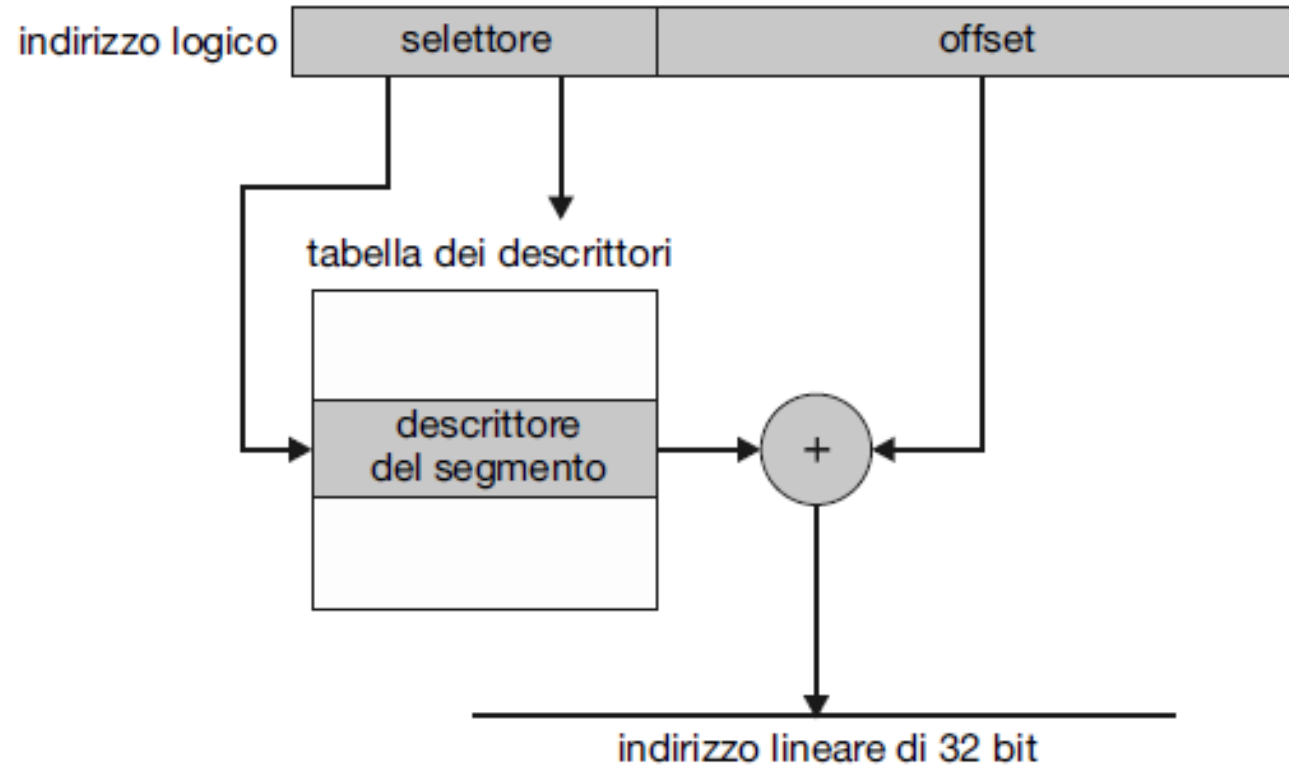 indirizzo logico
selettore
offset
tabella dei descrittori
descrittore
del segmento
+
indirizzo lineare di 32 bit